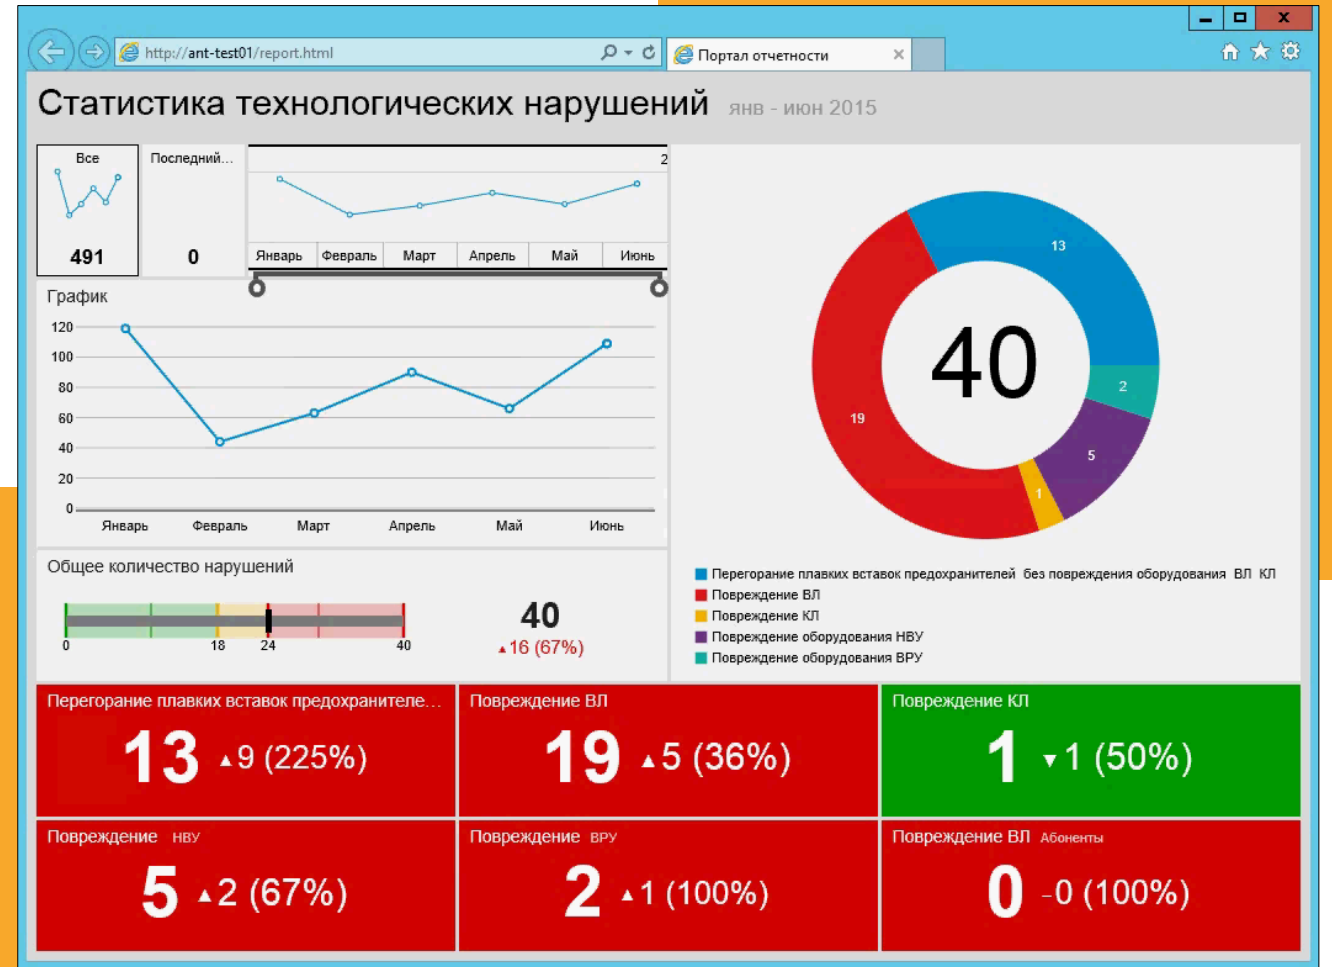 http://ant-test01/report.html
Портал отчетности
Статистика технологических нарушений янв - июн 2015
Все
491
Последний...
0
2
Январь Февраль Март Апрель Май Июнь
График
120
100
80
60
40
20
0
Январь Февраль Март Апрель Май Июнь
Общее количество нарушений
0 18 24 40
40
▲16 (67%)
13
2
5
1
19
40
Перегорание плавких вставок предохранителей без повреждения оборудования ВЛ КЛ
Повреждение ВЛ
Повреждение КЛ
Повреждение оборудования НВУ
Повреждение оборудования ВРУ
Перегорание плавких вставок предохраните​ле...
13 ▲9 (225%)
Повреждение ВЛ
19 ▲5 (36%)
Повреждение КЛ
1 ▼1 (50%)
Повреждение НВУ
5 ▲2 (67%)
Повреждение ВРУ
2 ▲1 (100%)
Повреждение ВЛ Абоненты
0 -0 (100%)